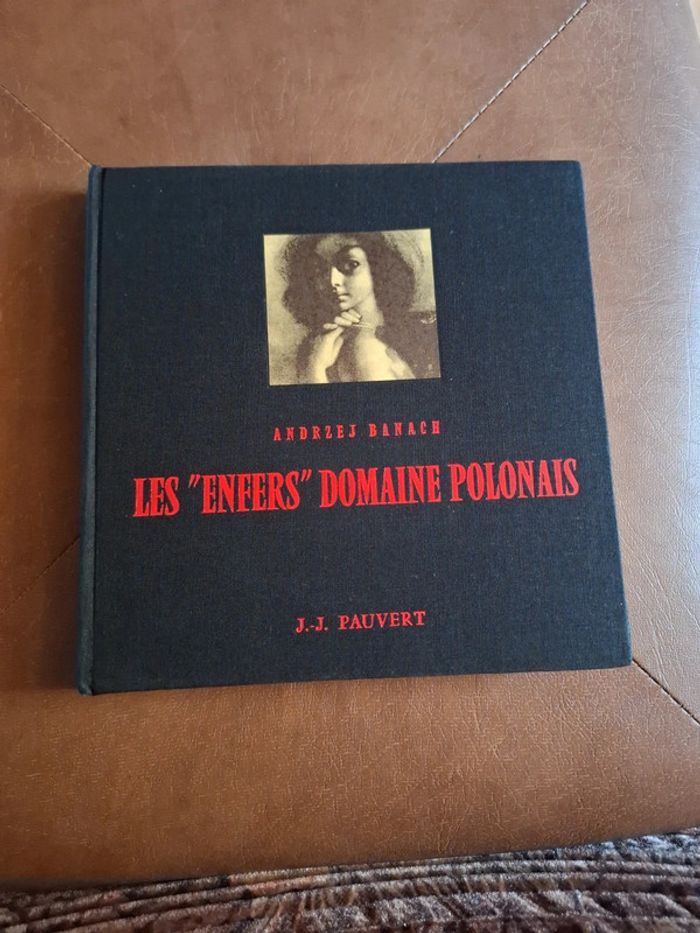 ANDRZEJ BANACH
LES "ENFERS" DOMAINE POLONAIS
J.-J. PAUVERT